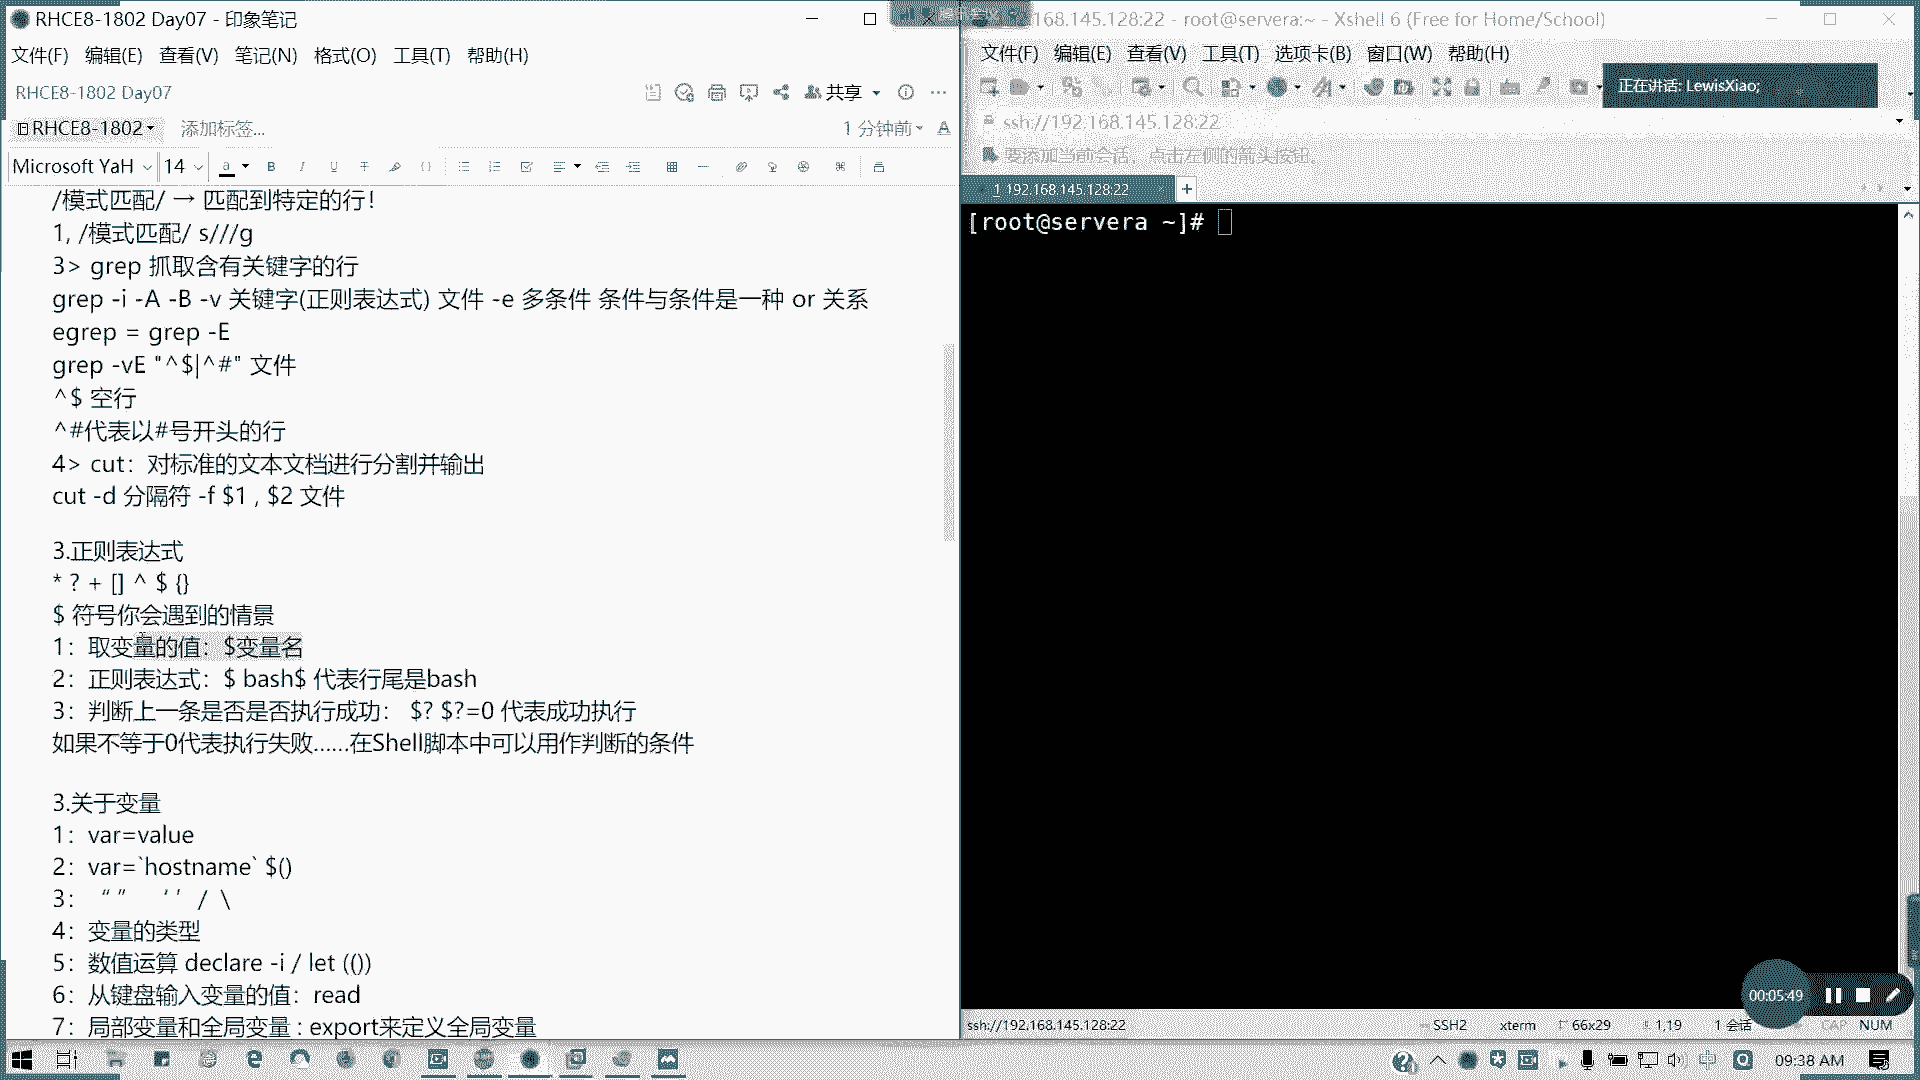 RHCE8-1802 Day07 - 印象笔记
文件(F) 编辑(E) 查看(V) 笔记(N) 格式(O) 工具(T) 帮助(H)
RHCE8-1802 Day07
共享
RHCE8-1802
添加标签...
1 分钟前
Microsoft YaH 14
/模式匹配/ → 匹配到特定的行！
1, /模式匹配/ s///g
3> grep 抓取含有关键字的行
grep -i -A -B -v 关键字(正则表达式) 文件 -e 多条件 条件与条件是一种 or 关系
egrep = grep -E
grep -vE "^$|^#" 文件
^$ 空行
^#代表以#号开头的行
4> cut：对标准的文本文档进行分割并输出
cut -d 分隔符 -f $1 , $2 文件
3.正则表达式
* ? + [] ^ $ {}
$ 符号你会遇到的情景
1：取变量的值：$变量名
2：正则表达式：$ bash$ 代表行尾是bash
3：判断上一条是否是否执行成功： $? $?=0 代表成功执行
如果不等于0代表执行失败......在Shell脚本中可以用作判断的条件
3.关于变量
1：var=value
2：var=`hostname` $()
3： “ ” ‘ ’ / \
4：变量的类型
5：数值运算 declare -i / let (())
6：从键盘输入变量的值：read
7：局部变量和全局变量 : export来定义全局变量
168.145.128:22 - root@servera:~ - Xshell 6 (Free for Home/School)
文件(F) 编辑(E) 查看(V) 工具(T) 选项卡(B) 窗口(W) 帮助(H)
正在讲话: LewisXiao;
ssh://192.168.145.128:22
要添加当前会话，点击左侧的箭头按钮。
1 192.168.145.128:22
[root@servera ~]#
00:05:49
ssh://192.168.145.128:22 SSH2 xterm 66x29 1,19 1 会话 CAP NUM
09:38 AM